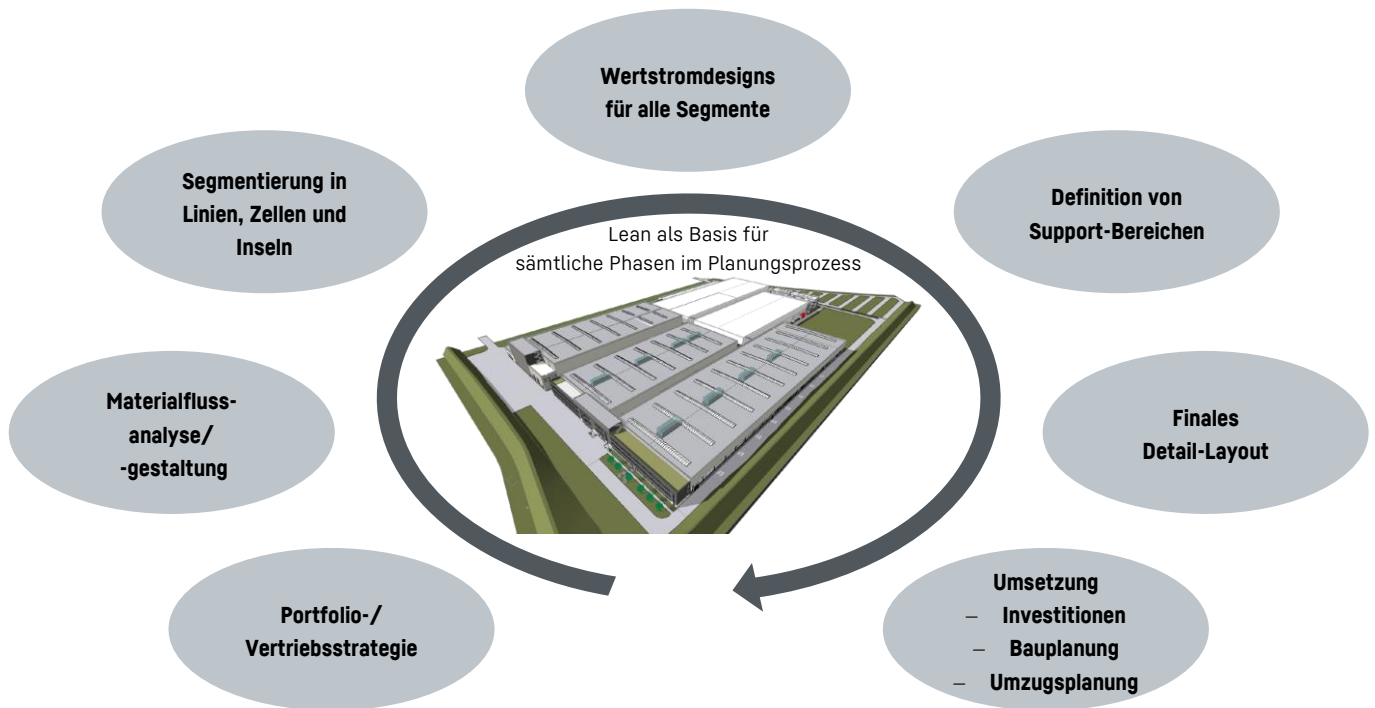 Wertstromdesigns
für alle Segmente
Segmentierung in
Linien, Zellen und
Inseln
Definition von
Support-Bereichen
Lean als Basis für
sämtliche Phasen im Planungsprozess
Materialfluss-
analyse/
-gestaltung
Finales
Detail-Layout
Portfolio-/
Vertriebsstrategie
Umsetzung
– Investitionen
– Bauplanung
– Umzugsplanung